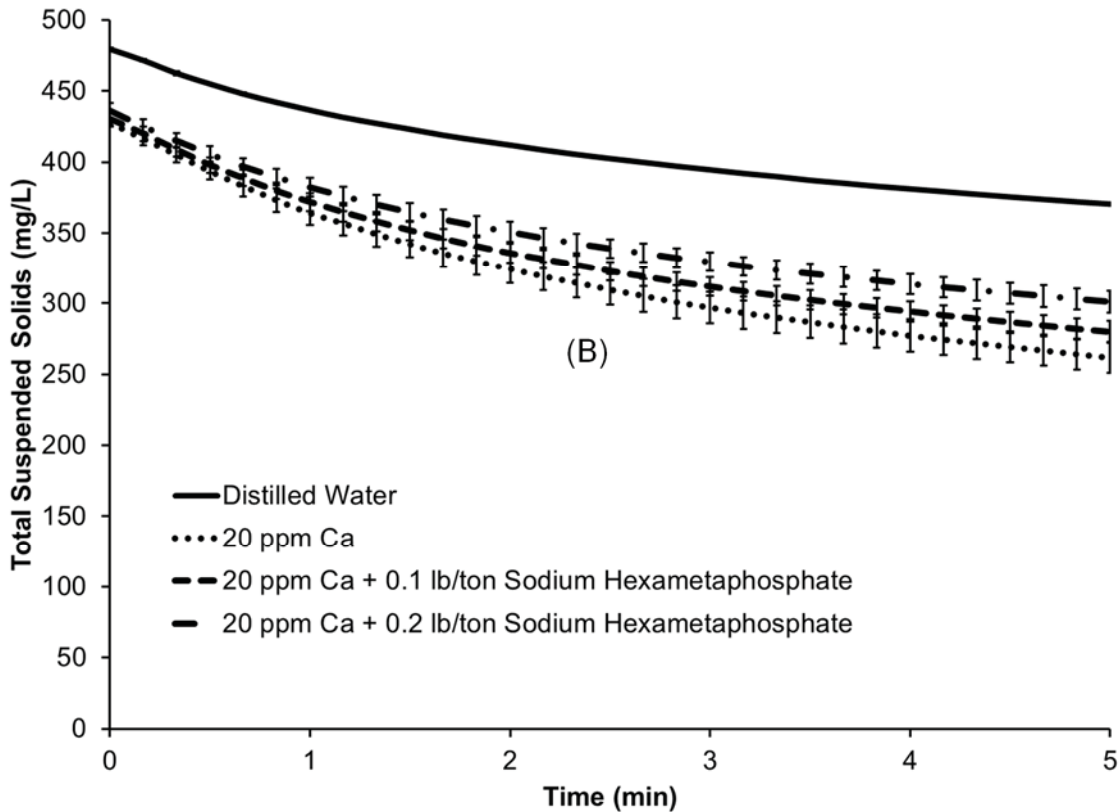 500
450
400
350
300
250
200
150
100
50
0
Total Suspended Solids (mg/L)
(B)
Distilled Water
20 ppm Ca
20 ppm Ca + 0.1 lb/ton Sodium Hexametaphosphate
20 ppm Ca + 0.2 lb/ton Sodium Hexametaphosphate
0 1 2 3 4 5
Time (min)